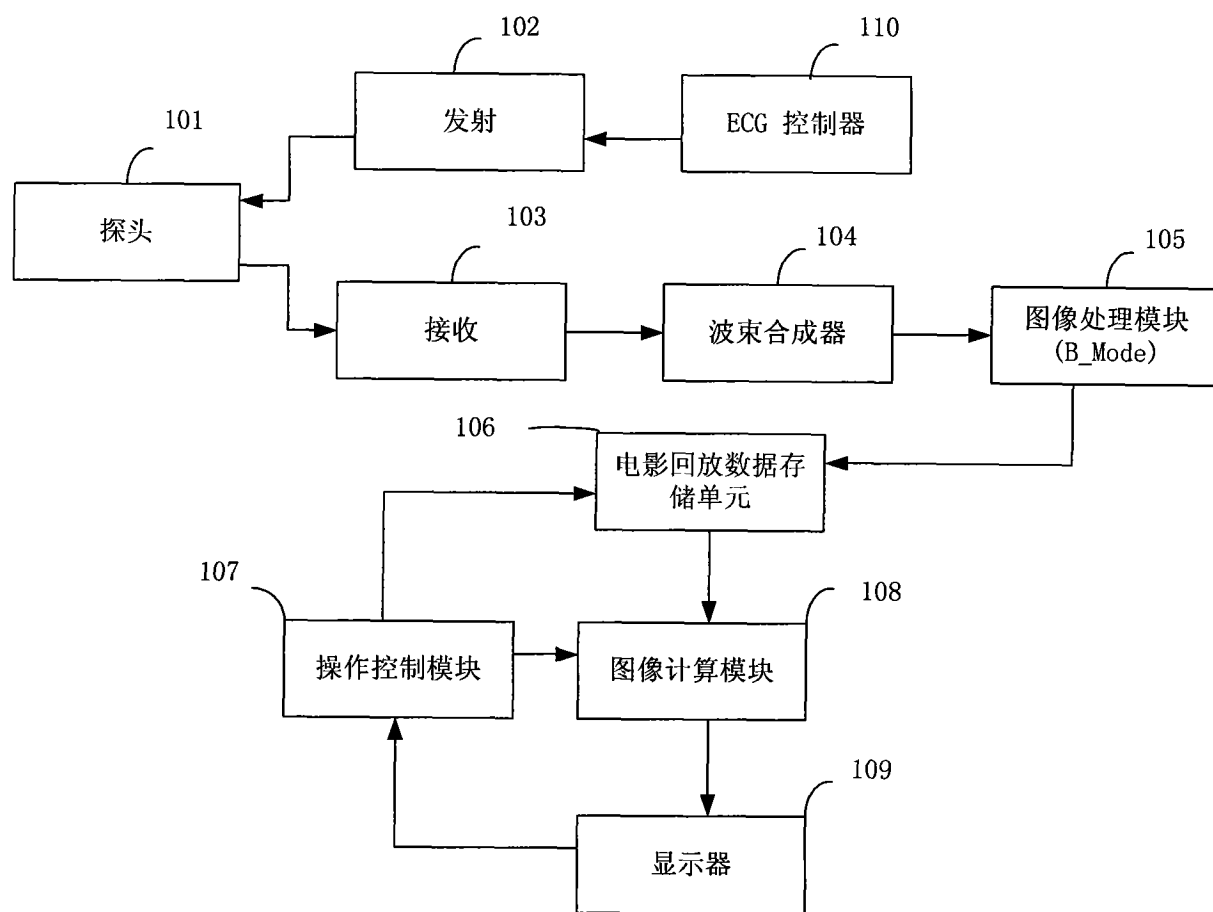 102
110
发射
ECG 控制器
101
探头
103
104
105
接收
波束合成器
图像处理模块
(B_Mode)
106
电影回放数据存
储单元
107
108
操作控制模块
图像计算模块
109
显示器